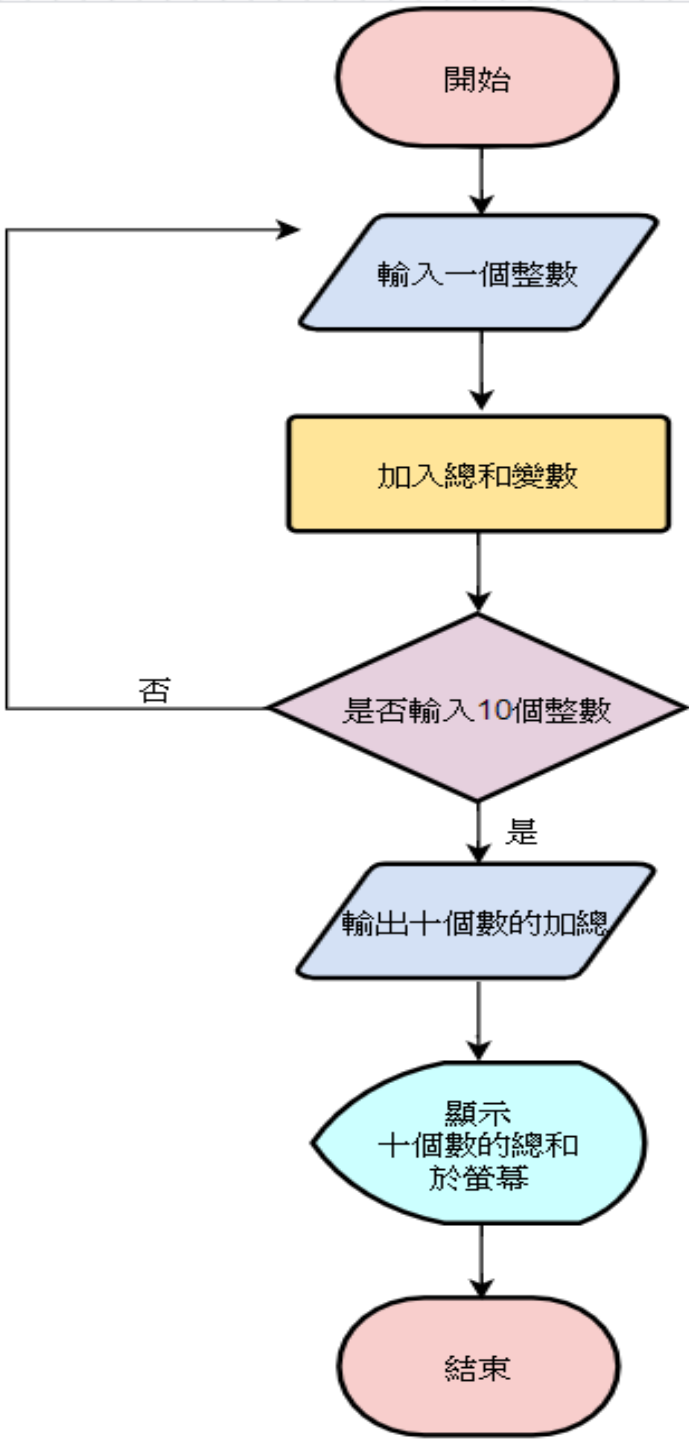 開始
輸入一個整數
加入總和變數
是否輸入10個整數
否
是
輸出十個數的加總
顯示
十個數的總和
於螢幕
結束